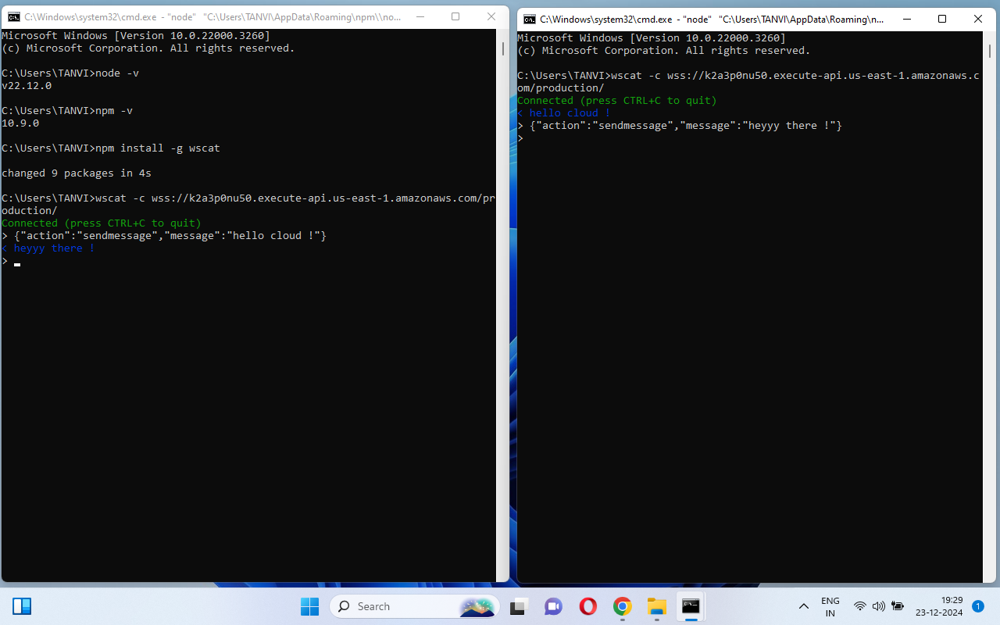 C:\Windows\system32\cmd.exe - "node" "C:\Users\TANVI\AppData\Roaming\npm\\no...
Microsoft Windows [Version 10.0.22000.3260]
(c) Microsoft Corporation. All rights reserved.
C:\Users\TANVI>node -v
v22.12.0
C:\Users\TANVI>npm -v
10.9.0
C:\Users\TANVI>npm install -g wscat
changed 9 packages in 4s
C:\Users\TANVI>wscat -c wss://k2a3p0nu50.execute-api.us-east-1.amazonaws.com/pr
oduction/
Connected (press CTRL+C to quit)
> {"action":"sendmessage","message":"hello cloud !"}
< heyyy there !
>
C:\Windows\system32\cmd.exe - "node" "C:\Users\TANVI\AppData\Roaming\n...
Microsoft Windows [Version 10.0.22000.3260]
(c) Microsoft Corporation. All rights reserved.
C:\Users\TANVI>wscat -c wss://k2a3p0nu50.execute-api.us-east-1.amazonaws.c
om/production/
Connected (press CTRL+C to quit)
< hello cloud !
> {"action":"sendmessage","message":"heyyy there !"}
>
Search
ENG
IN
19:29
23-12-2024
1